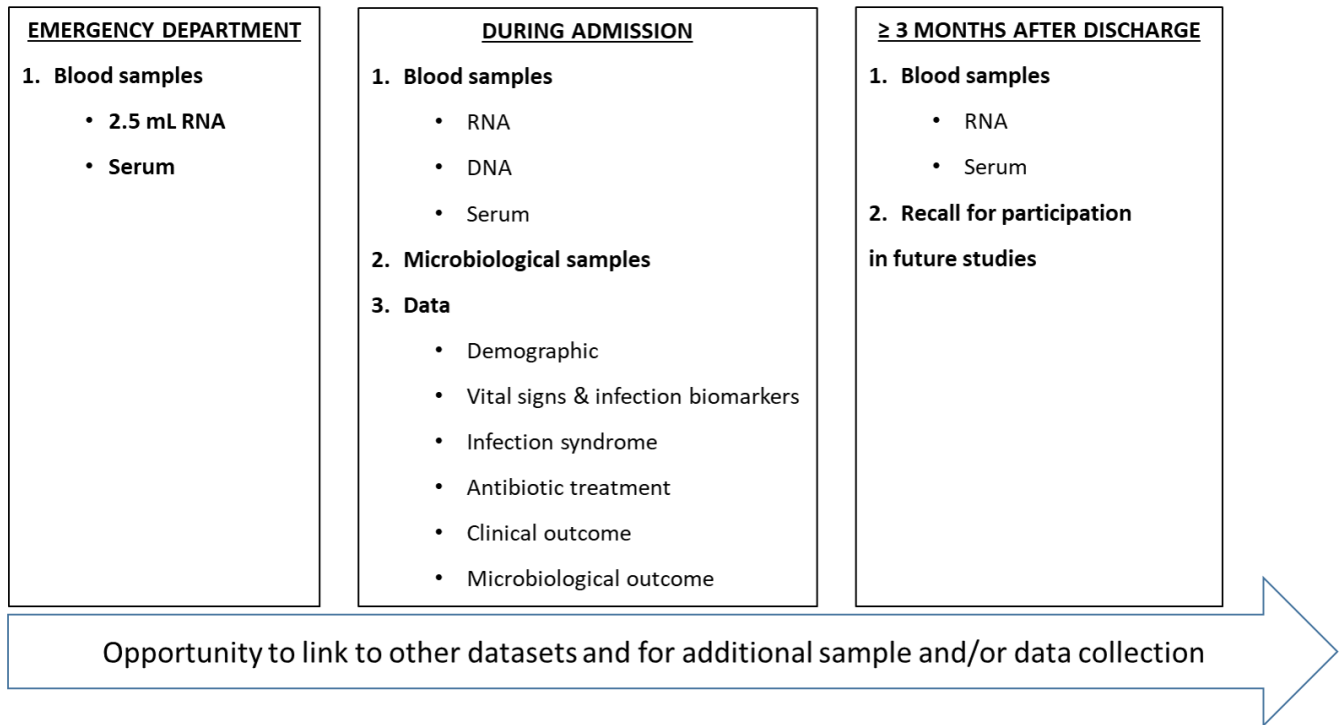 EMERGENCY DEPARTMENT
1. Blood samples
• 2.5 mL RNA
• Serum
DURING ADMISSION
1. Blood samples
• RNA
• DNA
• Serum
2. Microbiological samples
3. Data
• Demographic
• Vital signs & infection biomarkers
• Infection syndrome
• Antibiotic treatment
• Clinical outcome
• Microbiological outcome
≥ 3 MONTHS AFTER DISCHARGE
1. Blood samples
• RNA
• Serum
2. Recall for participation
in future studies
Opportunity to link to other datasets and for additional sample and/or data collection